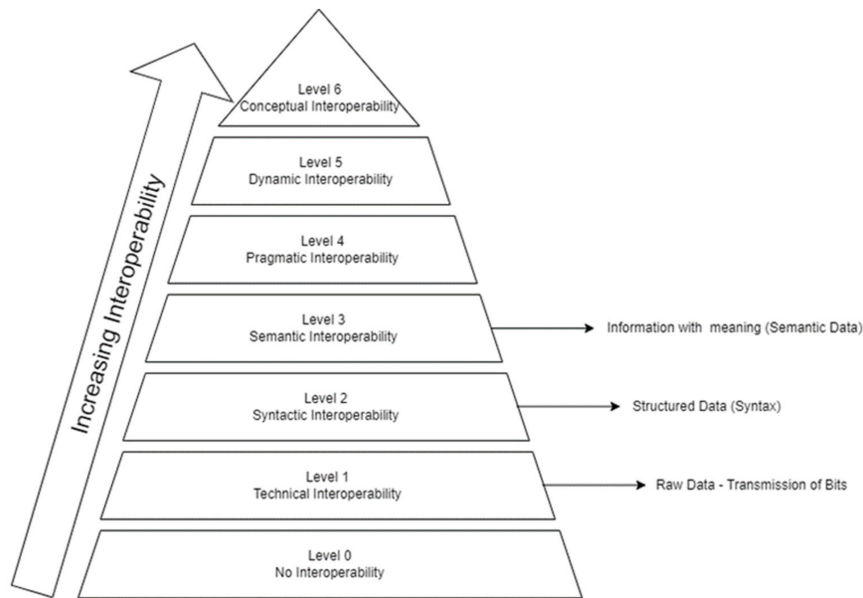 Level 6
Conceptual Interoperability
Level 5
Dynamic Interoperability
Level 4
Pragmatic Interoperability
Level 3
Semantic Interoperability
Information with meaning (Semantic Data)
Level 2
Syntactic Interoperability
Structured Data (Syntax)
Level 1
Technical Interoperability
Raw Data - Transmission of Bits
Level 0
No Interoperability
Increasing Interoperability